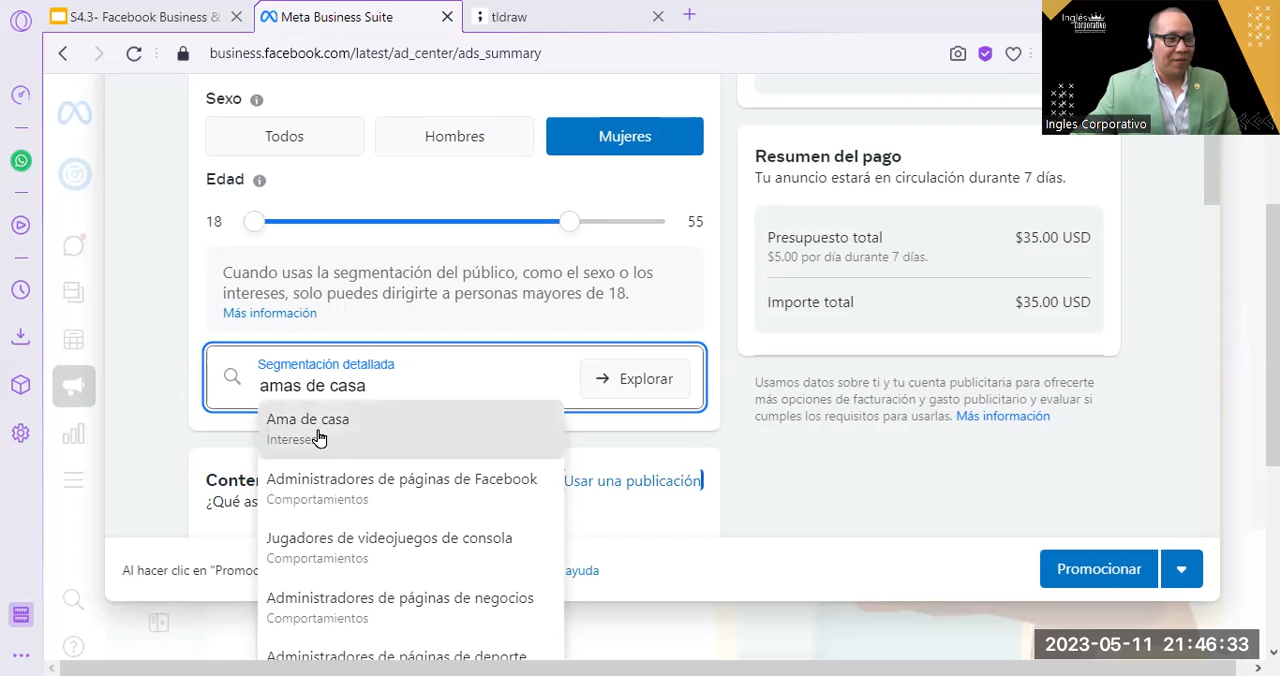 S4.3- Facebook Business &
Meta Business Suite
tldraw
business.facebook.com/latest/ad_center/ads_summary
Inglés
Corporativo
Ingles Corporativo
Sexo
Todos
Hombres
Mujeres
Edad
18
55
Cuando usas la segmentación del público, como el sexo o los
intereses, solo puedes dirigirte a personas mayores de 18.
Más información
Segmentación detallada
amas de casa
Explorar
Ama de casa
Interese
Administradores de páginas de Facebook
Comportamientos
Jugadores de videojuegos de consola
Comportamientos
Administradores de páginas de negocios
Comportamientos
Administradores de páginas de deporte
Conte
Usar una publicación
¿Qué as
Resumen del pago
Tu anuncio estará en circulación durante 7 días.
Presupuesto total
$35.00 USD
$5.00 por día durante 7 días.
Importe total
$35.00 USD
Usamos datos sobre ti y tu cuenta publicitaria para ofrecerte
más opciones de facturación y gasto publicitario y evaluar si
cumples los requisitos para usarlas. Más información
Al hacer clic en "Promoc
ayuda
Promocionar
2023-05-11 21:46:33